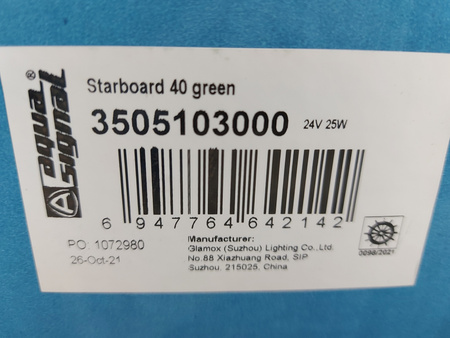 aqua signal®
Starboard 40 green
3505103000 24V 25W
6 947764 642142
PO: 1072980
26-Oct-21
Manufacturer:
Glamox (Suzhou) Lighting Co.,Ltd.
No.88 Xiazhuang Road, SIP
Suzhou. 215025, China
0098/2021